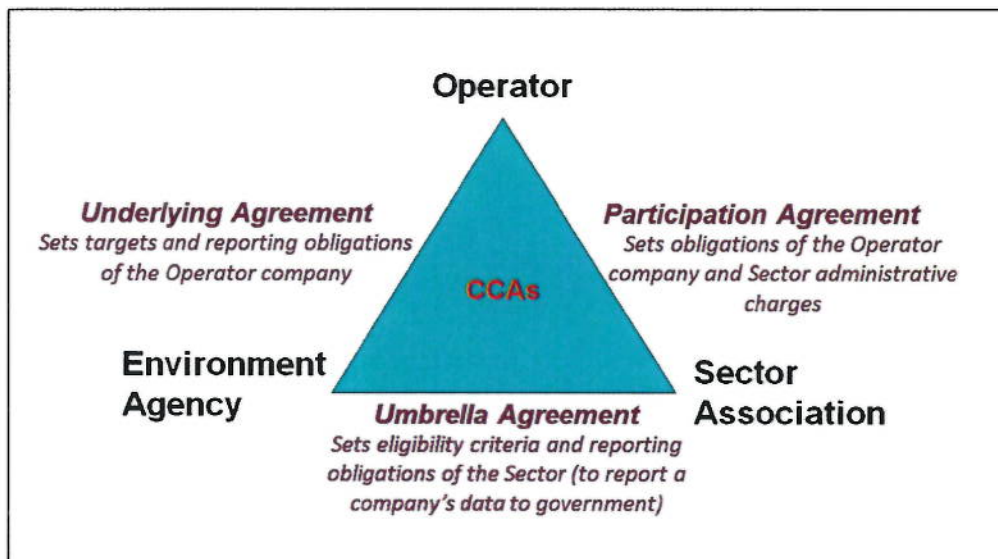 Operator
Underlying Agreement
Sets targets and reporting obligations
of the Operator company
Participation Agreement
Sets obligations of the Operator
company and Sector administrative
charges
CCAs
Environment
Agency
Sector
Association
Umbrella Agreement
Sets eligibility criteria and reporting
obligations of the Sector (to report a
company's data to government)